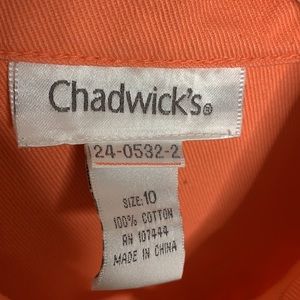 Chadwick's®
24-0532-2
SIZE: 10
100% COTTON
RN 107444
MADE IN CHINA